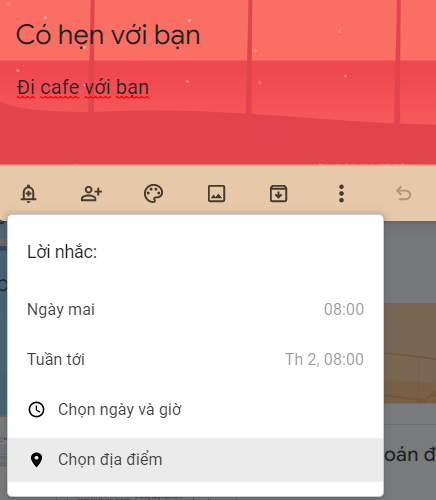 Có hẹn với bạn
Đi cafe với bạn
Lời nhắc:
Ngày mai 08:00
Tuần tới Th 2, 08:00
Chọn ngày và giờ
Chọn địa điểm
oán đ